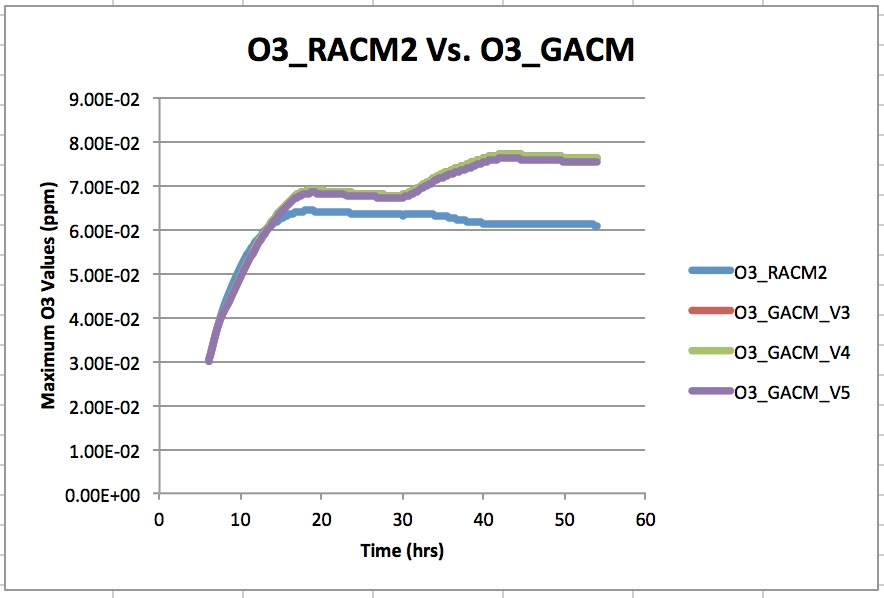 O3_RACM2 Vs. O3_GACM
Maximum O3 Values (ppm)
9.00E-02
8.00E-02
7.00E-02
6.00E-02
5.00E-02
4.00E-02
3.00E-02
2.00E-02
1.00E-02
0.00E+00
0 10 20 30 40 50 60
Time (hrs)
O3_RACM2
O3_GACM_V3
O3_GACM_V4
O3_GACM_V5